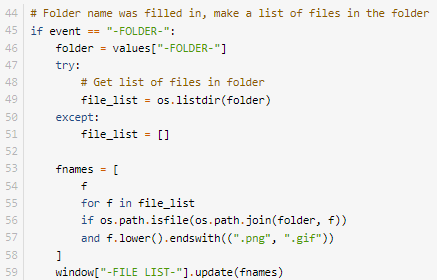 44 # Folder name was filled in, make a list of files in the folder
45 if event == "-FOLDER-":
46     folder = values["-FOLDER-"]
47     try:
48         # Get list of files in folder
49         file_list = os.listdir(folder)
50     except:
51         file_list = []
52
53     fnames = [
54         f
55         for f in file_list
56         if os.path.isfile(os.path.join(folder, f))
57         and f.lower().endswith((".png", ".gif"))
58     ]
59     window["-FILE LIST-"].update(fnames)